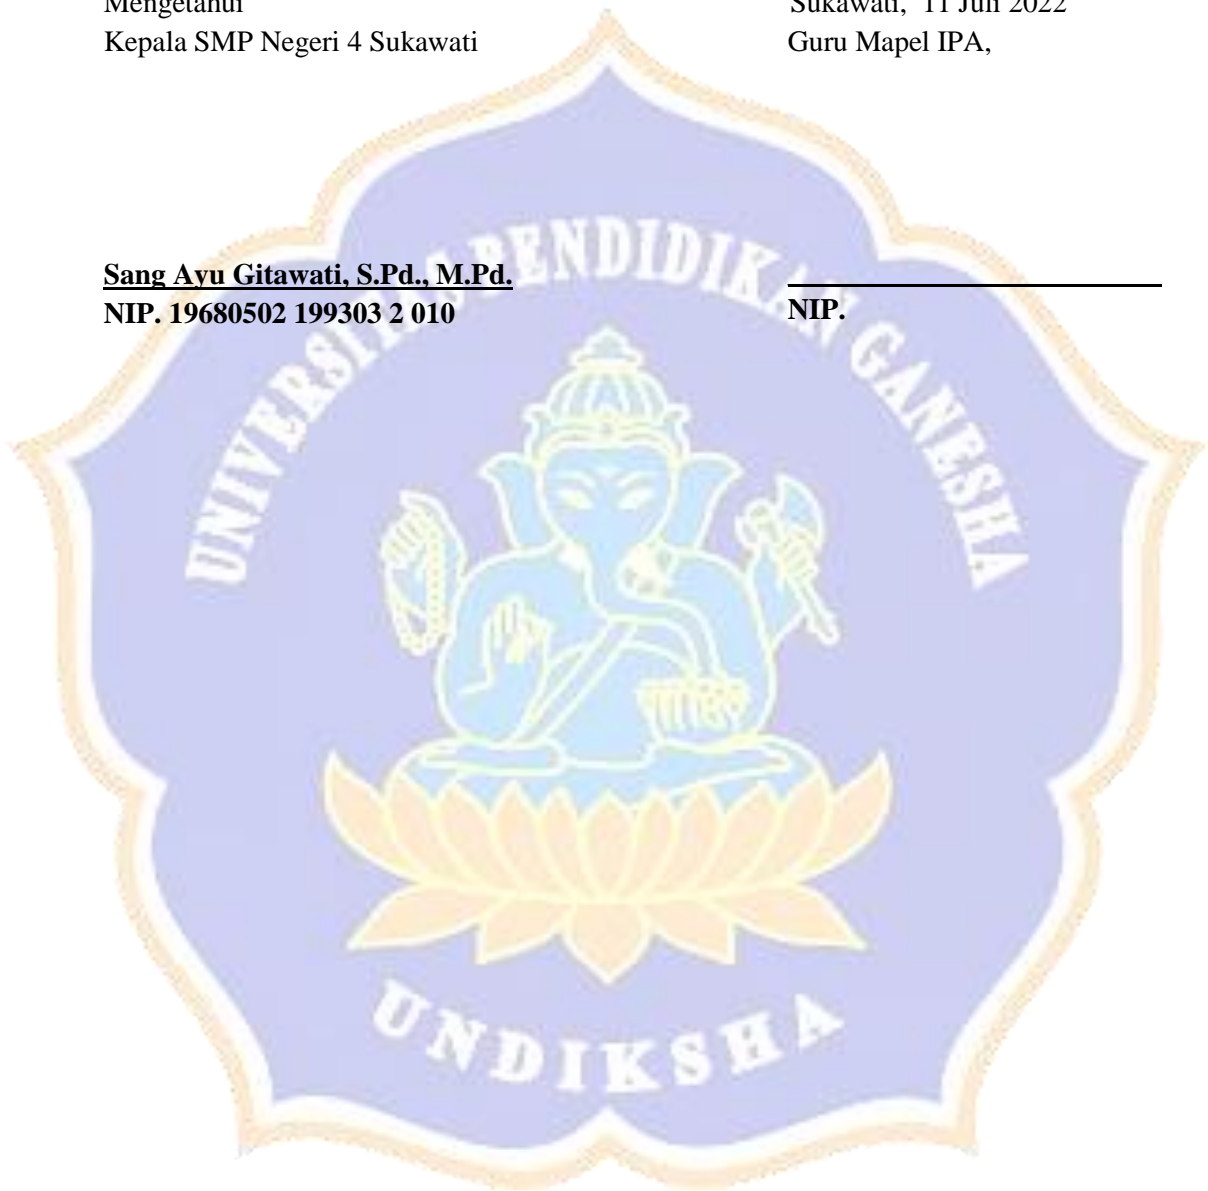 Mengetahui
Kepala SMP Negeri 4 Sukawati
Sang Ayu Gitawati, S.Pd., M.Pd.
NIP. 19680502 199303 2 010
Sukawati, 11 Juli 2022
Guru Mapel IPA,
NIP.
UNIVERSITAS PENDIDIKAN GANESHA
UNDIKSHA